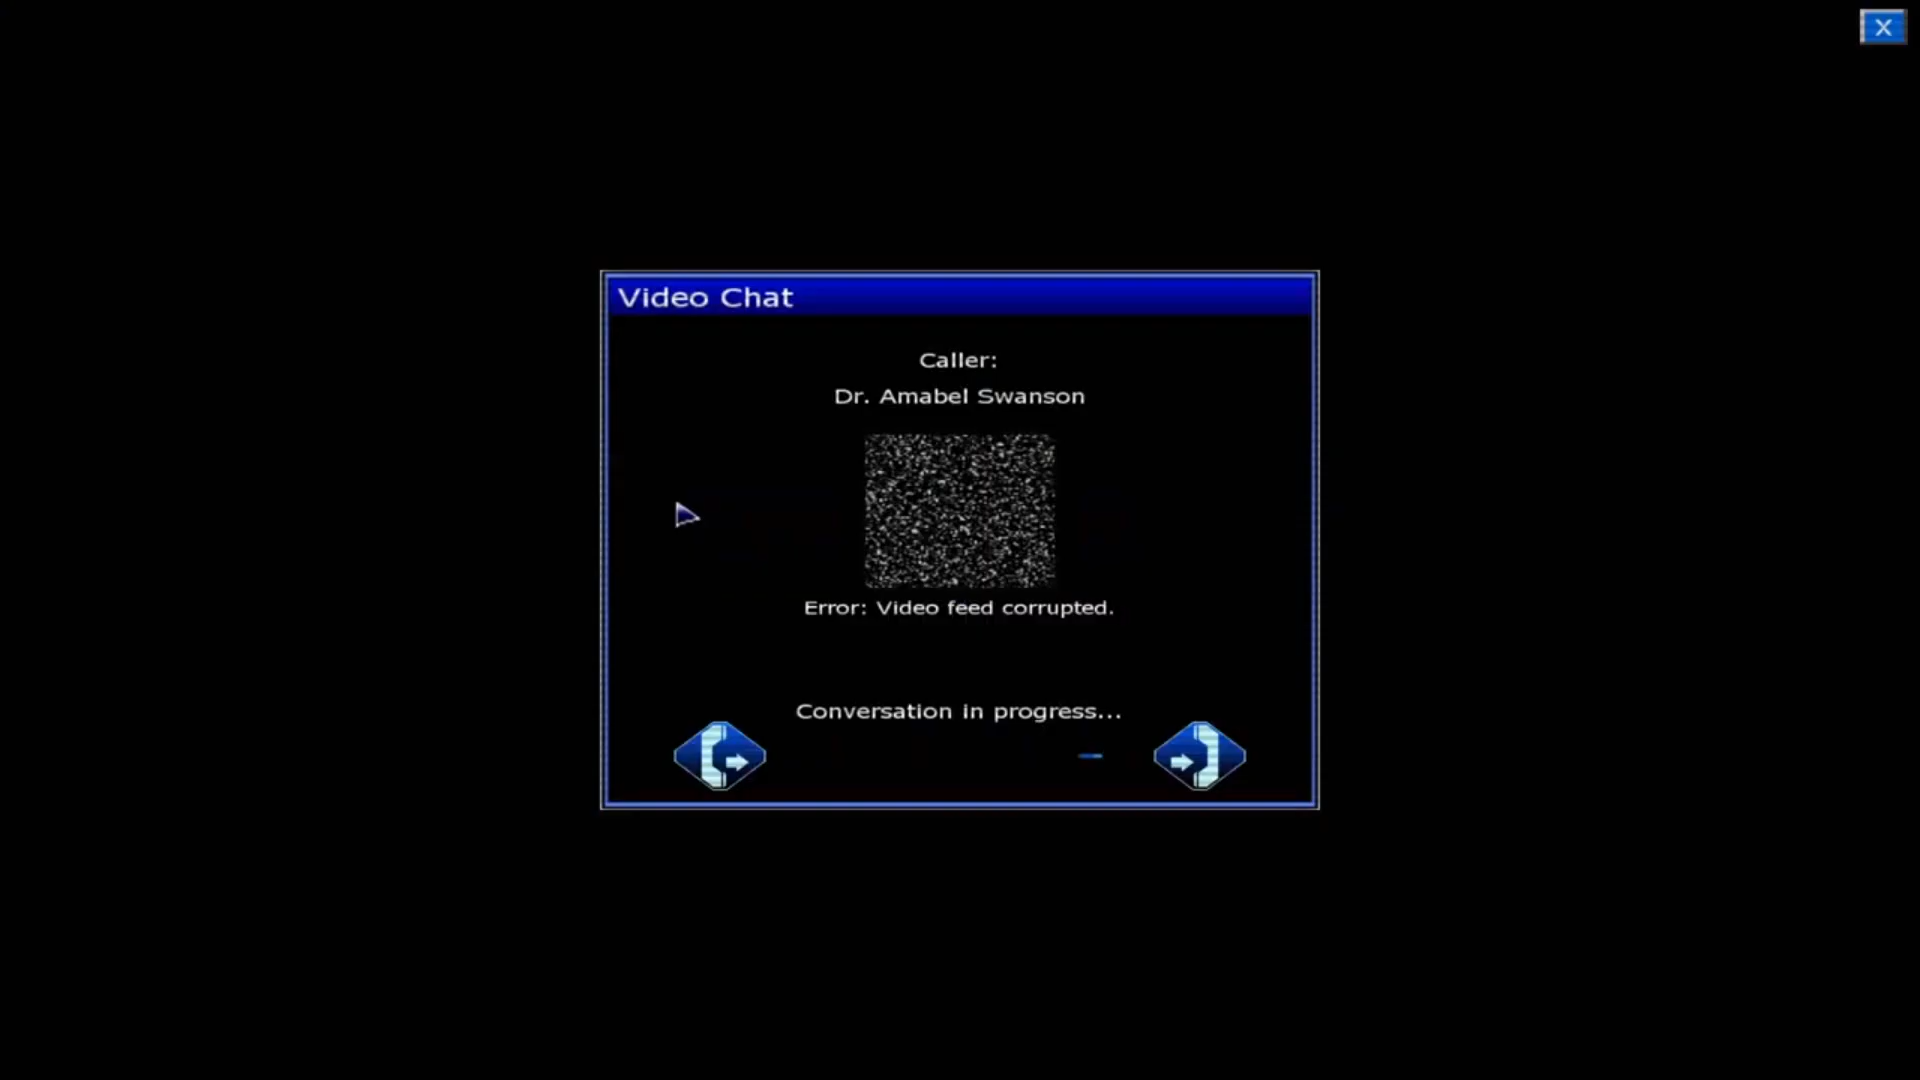 X
Video Chat
Caller:
Dr. Amabel Swanson
Error: Video feed corrupted.
Conversation in progress...